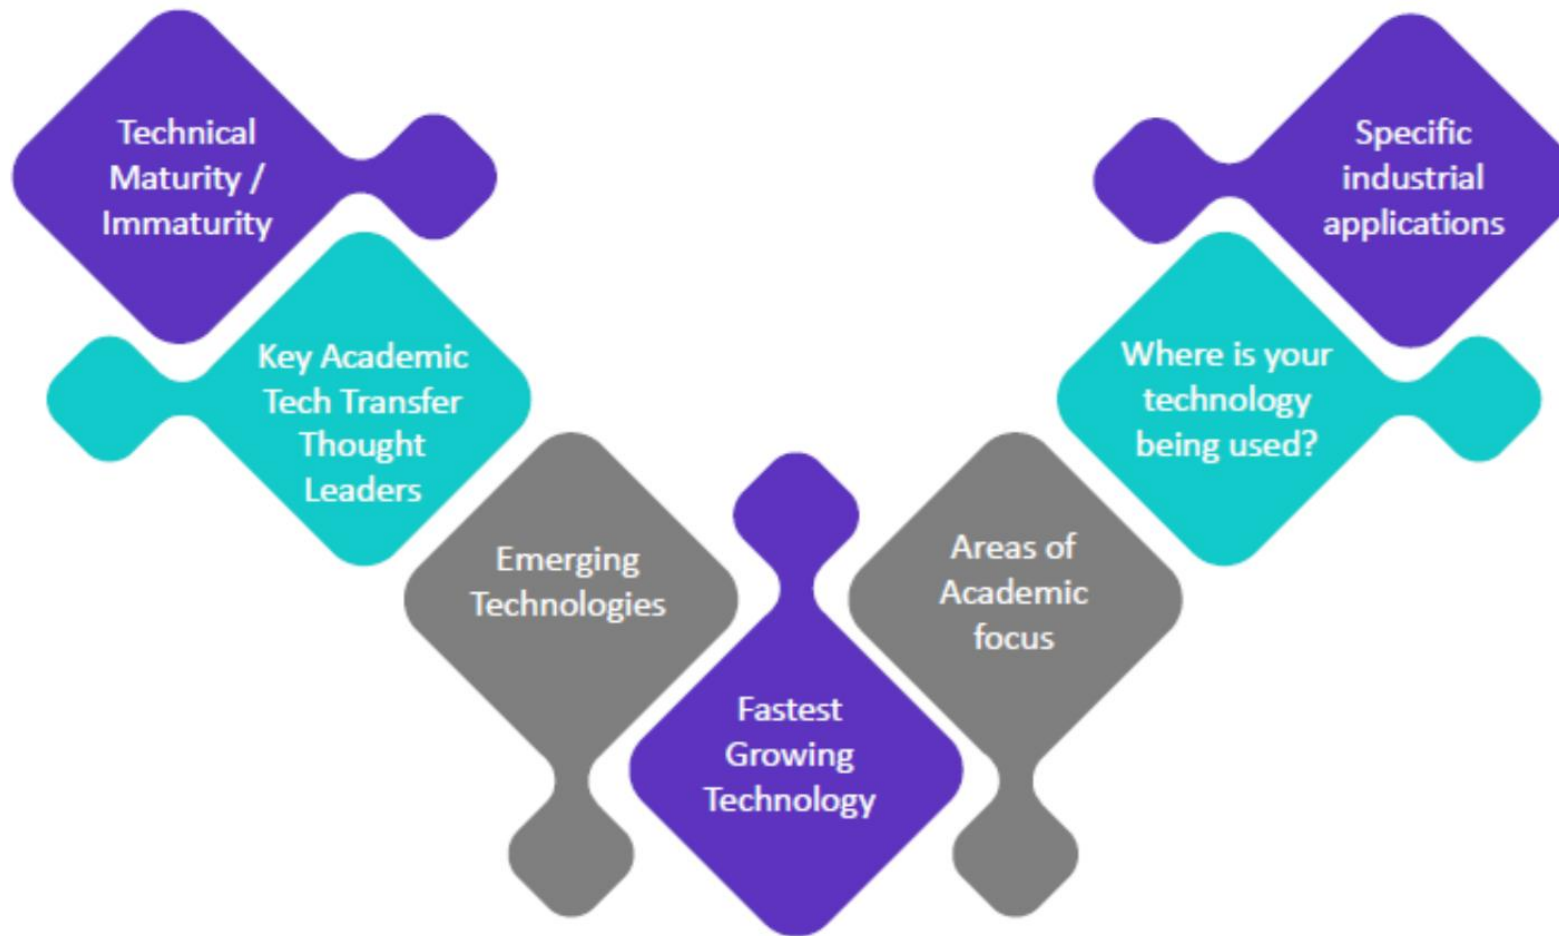 Technical
Maturity /
Immaturity
Key Academic
Tech Transfer
Thought
Leaders
Emerging
Technologies
Fastest
Growing
Technology
Areas of
Academic
focus
Where is your
technology
being used?
Specific
industrial
applications